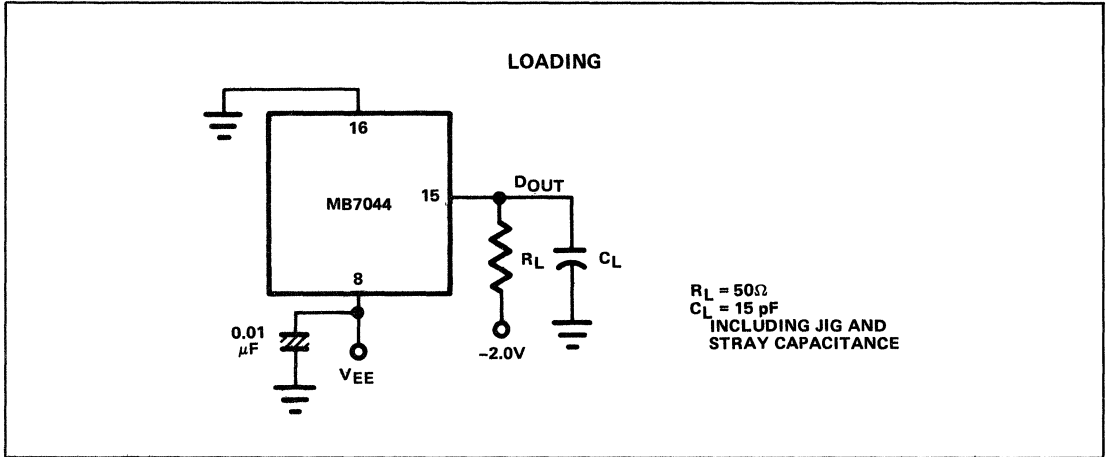 LOADING
16
MB7044
15
DOUT
RL
CL
8
0.01
μF
VEE
−2.0V
RL = 50Ω
CL = 15 pF
INCLUDING JIG AND
STRAY CAPACITANCE